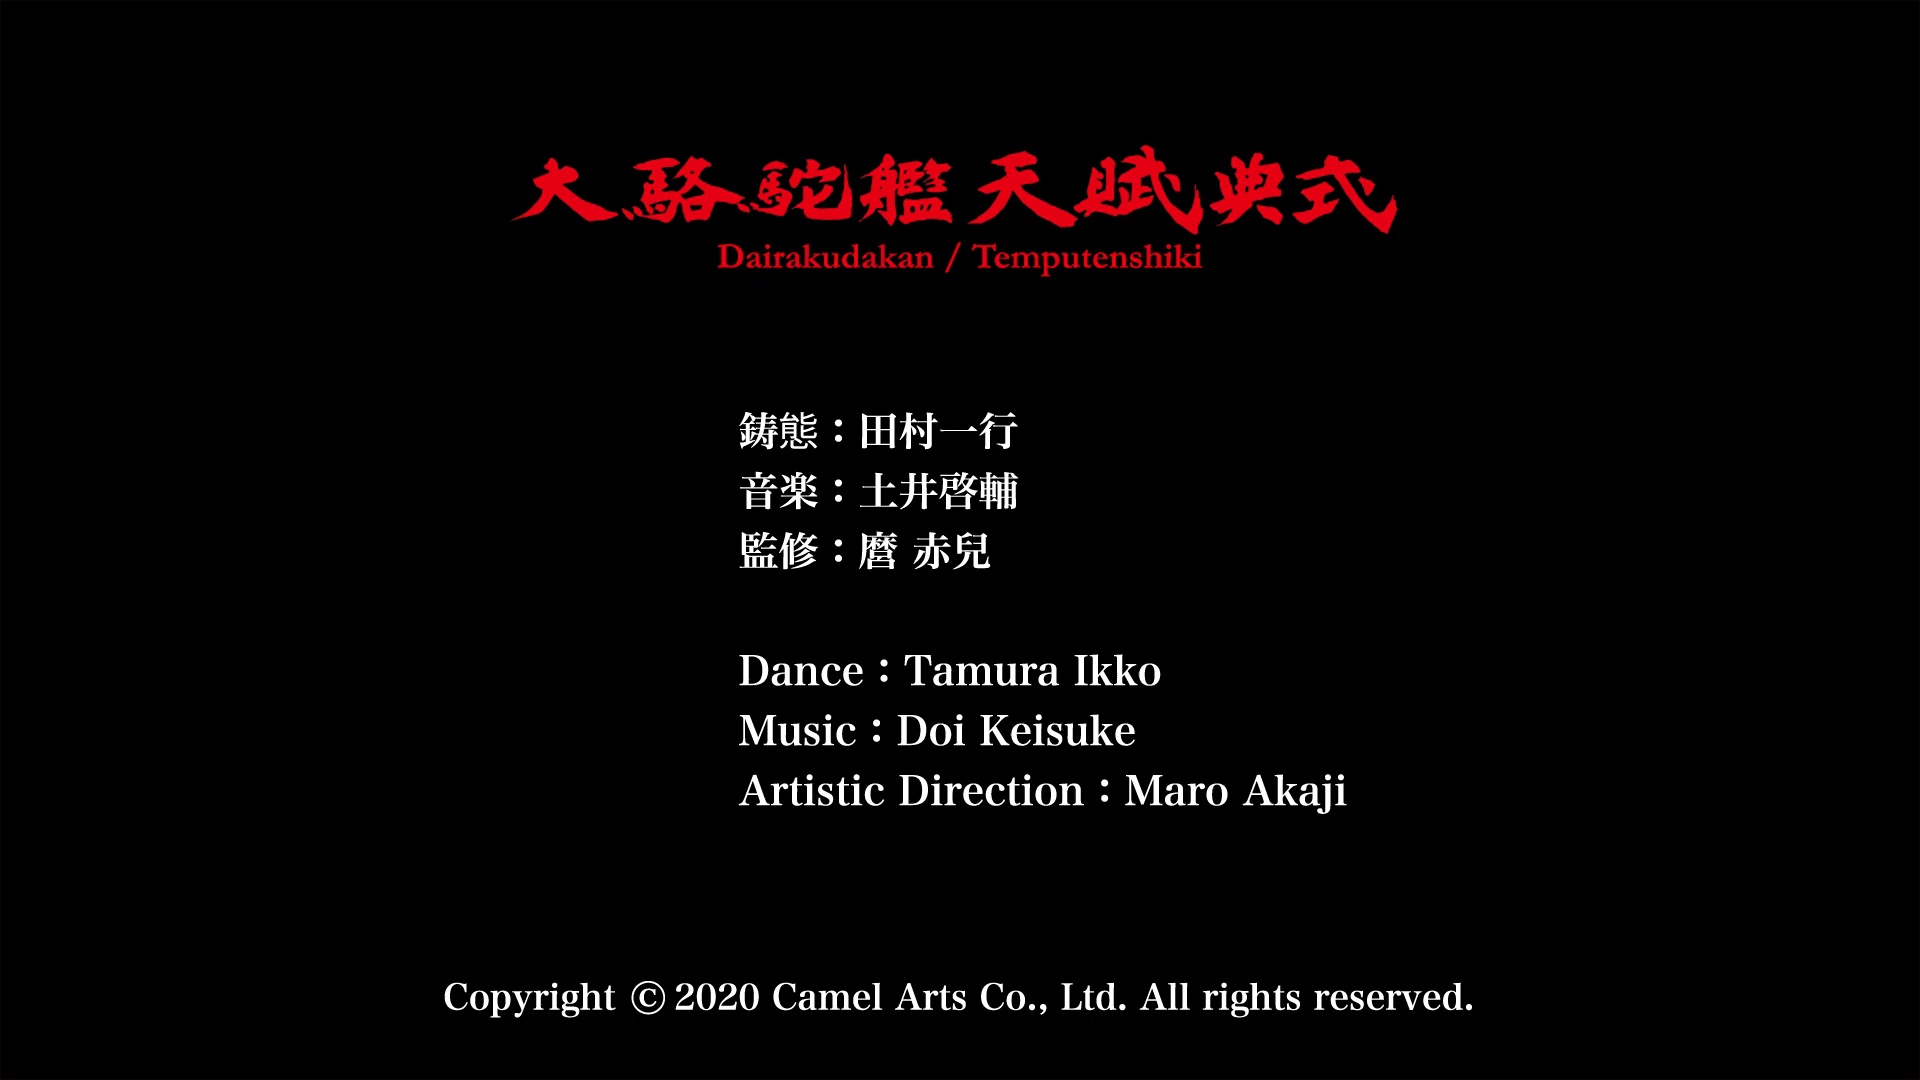 大駱駝艦天賦典式
Dairakudakan / Temputenshiki
鋳態：田村一行
音楽：土井啓輔
監修：麿 赤兒
Dance：Tamura Ikko
Music：Doi Keisuke
Artistic Direction：Maro Akaji
Copyright ©2020 Camel Arts Co., Ltd. All rights reserved.